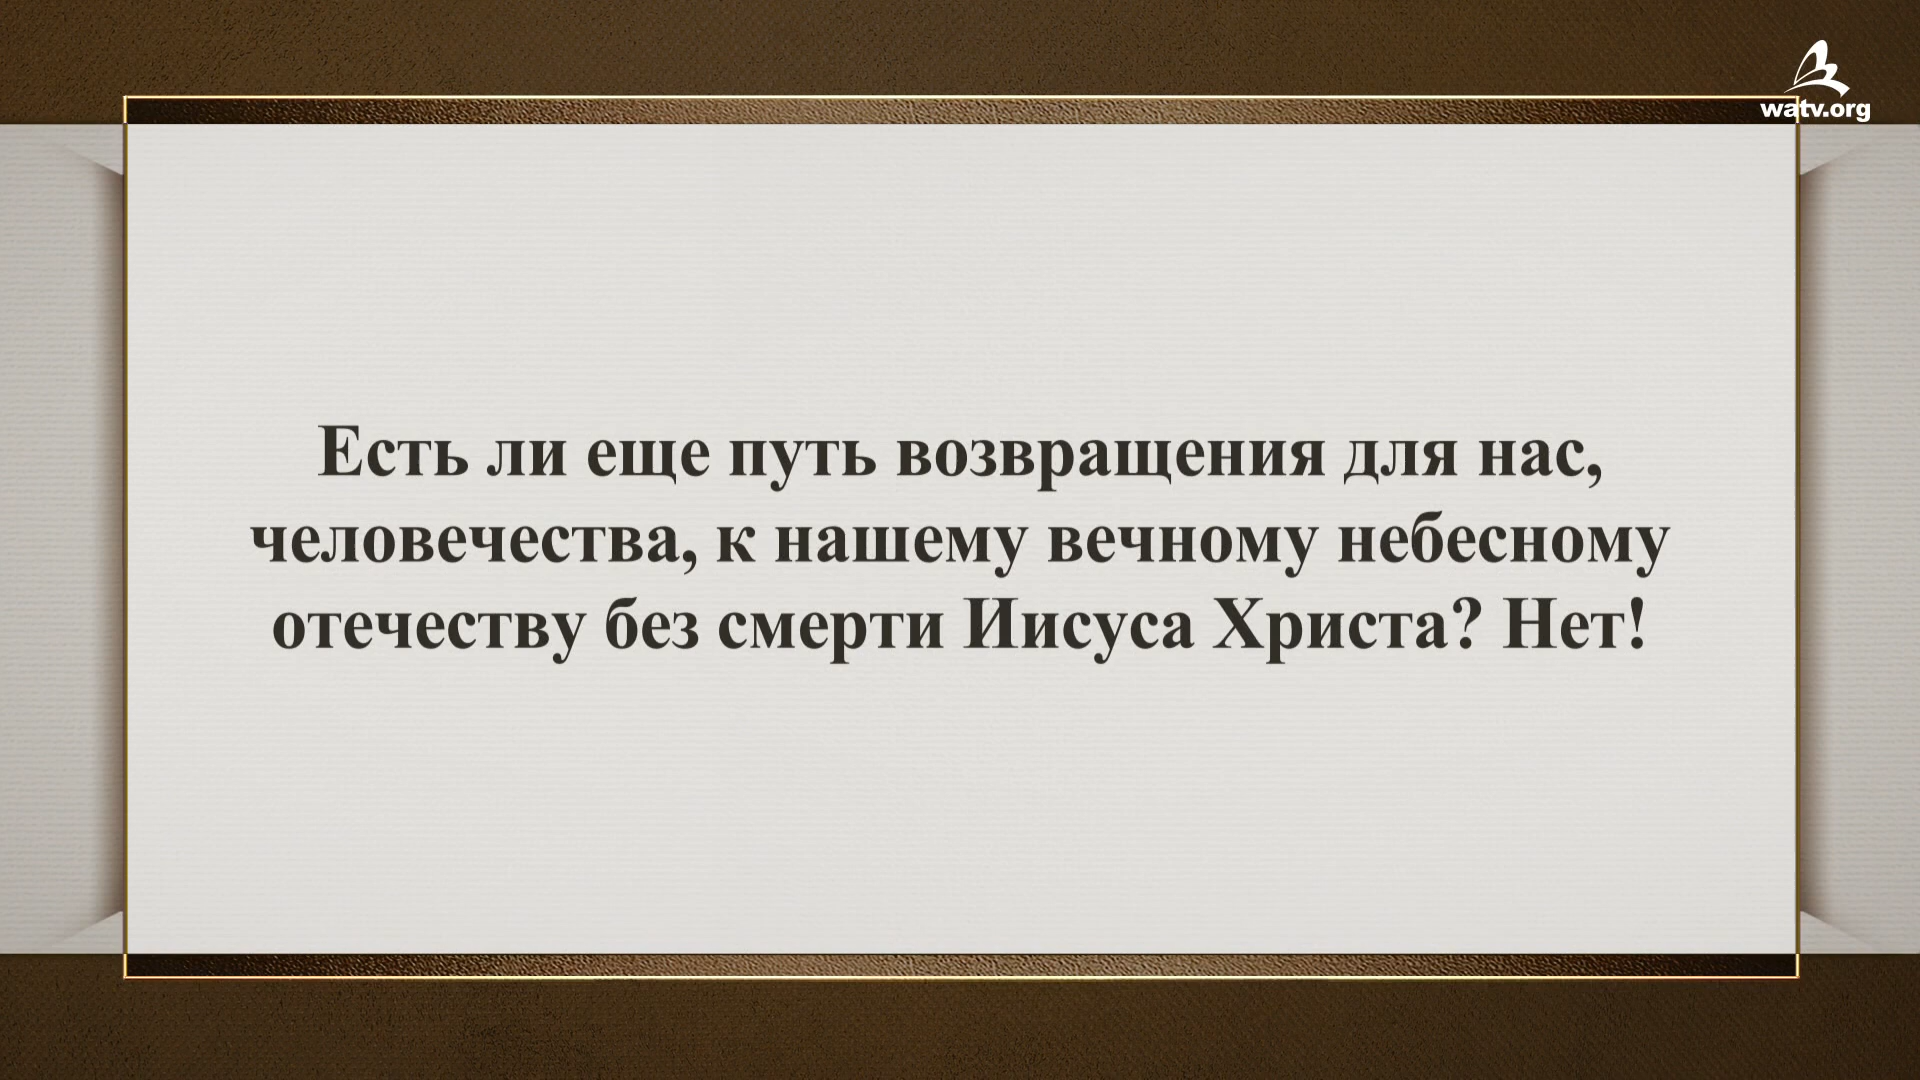 watv.org
Есть ли еще путь возвращения для нас,
человечества, к нашему вечному небесному
отечеству без смерти Иисуса Христа? Нет!